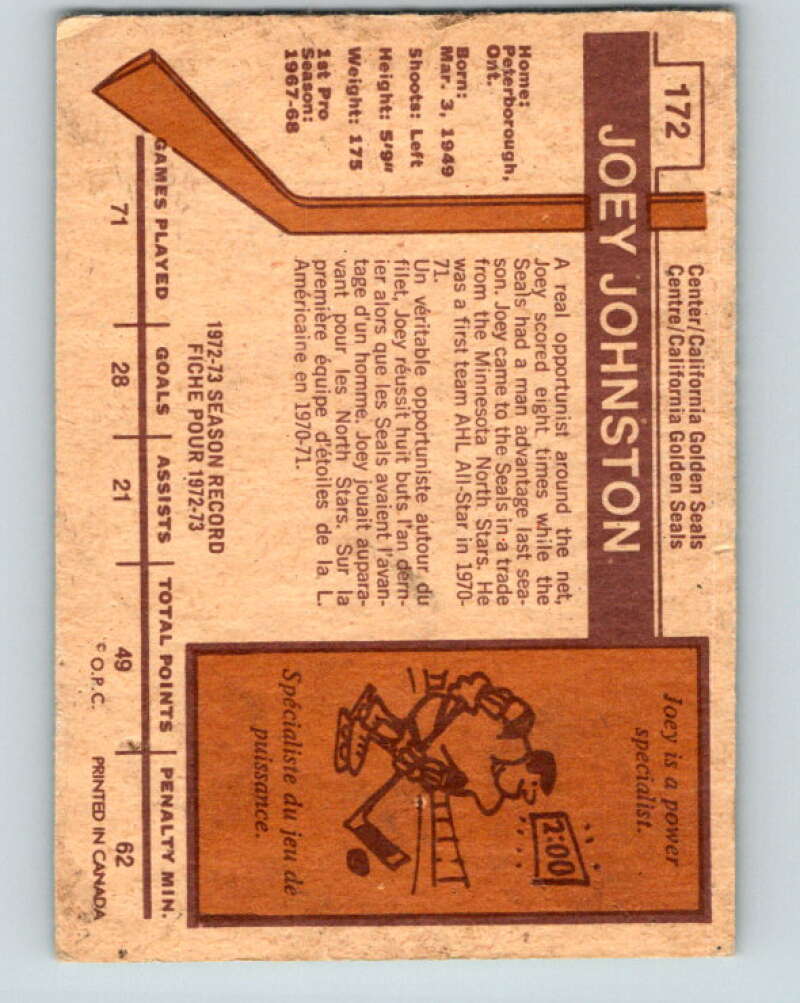 172
Center/California Golden Seals
Centre/California Golden Seals
JOEY JOHNSTON
Home:
Peterborough,
Ont.
Born:
Mar. 3, 1949
Shoots: Left
Height: 5'9"
Weight: 175
1st Pro
Season:
1967-68
A real opportunist around the net,
Joey scored eight times while the
Seals had a man advantage last sea-
son. Joey came to the Seals in a trade
from the Minnesota North Stars. He
was a first team AHL All-Star in 1970-
71.
Un véritable opportuniste autour du
filet, Joey réussit huit buts l'an dern-
ier alors que les Seals avaient l'avan-
tage d'un homme. Joey jouait aupara-
vant pour les North Stars. Sur la
première équipe d'étoiles de la L.
Américaine en 1970-71.
Joey is a power
specialist.
2:00
Spécialiste du jeu de
puissance.
1972-73 SEASON RECORD
FICHE POUR 1972-73
GAMES PLAYED GOALS ASSISTS TOTAL POINTS PENALTY MIN.
71 28 21 49 62
© O.P.C. PRINTED IN CANADA